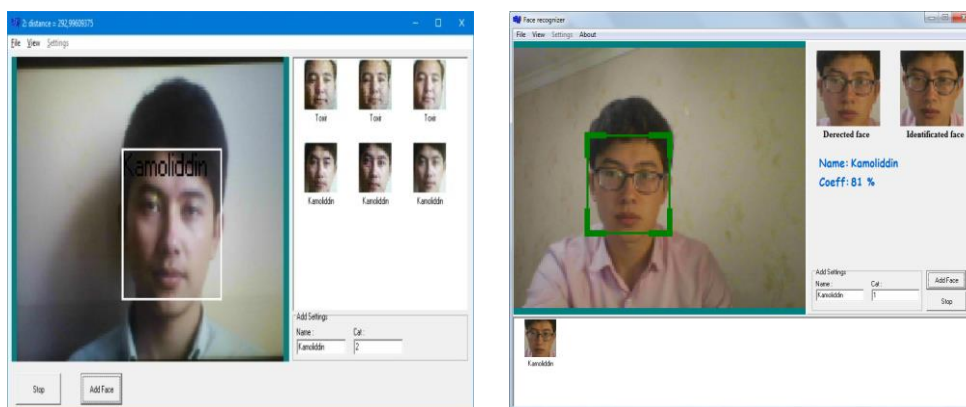 2: distance = 292,99609375
File View Settings
Kamoliddin
Toxir Toxir Toxir
Kamoliddin Kamoliddin Kamoliddin
Add Settings
Name : Cat :
Kamoliddin 2
Stop Add Face
Face recognizer
File View Settings About
Derected face Identificated face
Name: Kamoliddin
Coeff: 81 %
Add Settings
Name : Cat :
Kamoliddin 1
Add Face
Stop
Kamoliddin